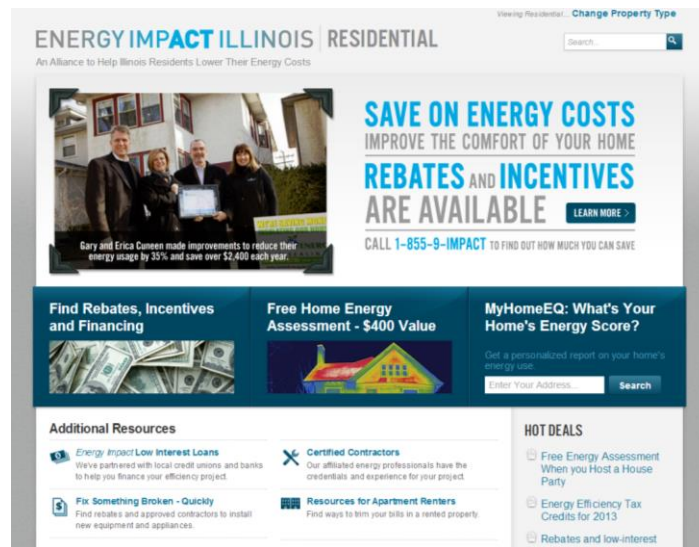 Viewing Residential... Change Property Type
ENERGY IMPACT ILLINOIS RESIDENTIAL
Search...
An Alliance to Help Illinois Residents Lower Their Energy Costs
Gary and Erica Cuneen made improvements to reduce their
energy usage by 35% and save over $2,400 each year.
SAVE ON ENERGY COSTS
IMPROVE THE COMFORT OF YOUR HOME
REBATES AND INCENTIVES
ARE AVAILABLE LEARN MORE >
CALL 1-855-9-IMPACT TO FIND OUT HOW MUCH YOU CAN SAVE
Find Rebates, Incentives
and Financing
Free Home Energy
Assessment - $400 Value
MyHomeEQ: What's Your
Home's Energy Score?
Get a personalized report on your home's
energy use.
Enter Your Address... Search
Additional Resources
Energy Impact Low Interest Loans
We've partnered with local credit unions and banks
to help you finance your efficiency project.
Certified Contractors
Our affiliated energy professionals have the
credentials and experience for your project.
Fix Something Broken - Quickly
Find rebates and approved contractors to install
new equipment and appliances.
Resources for Apartment Renters
Find ways to trim your bills in a rented property.
HOT DEALS
Free Energy Assessment
When you Host a House
Party
Energy Efficiency Tax
Credits for 2013
Rebates and low-interest